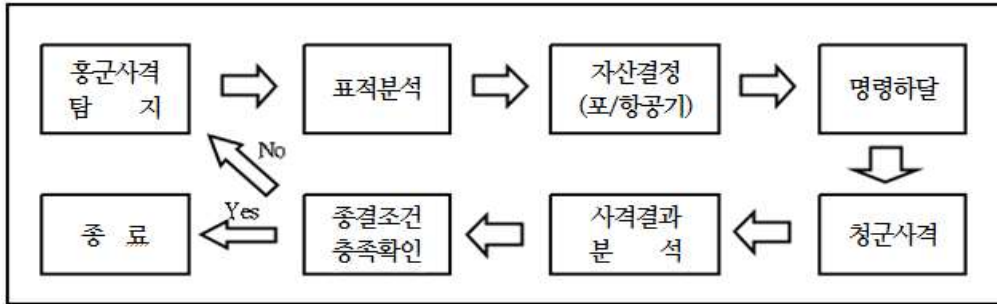 홍군사격
탐 지
표적분석
자산결정
(포/항공기)
명령하달
No
종 료
Yes
종결조건
충족확인
사격결과
분 석
청군사격